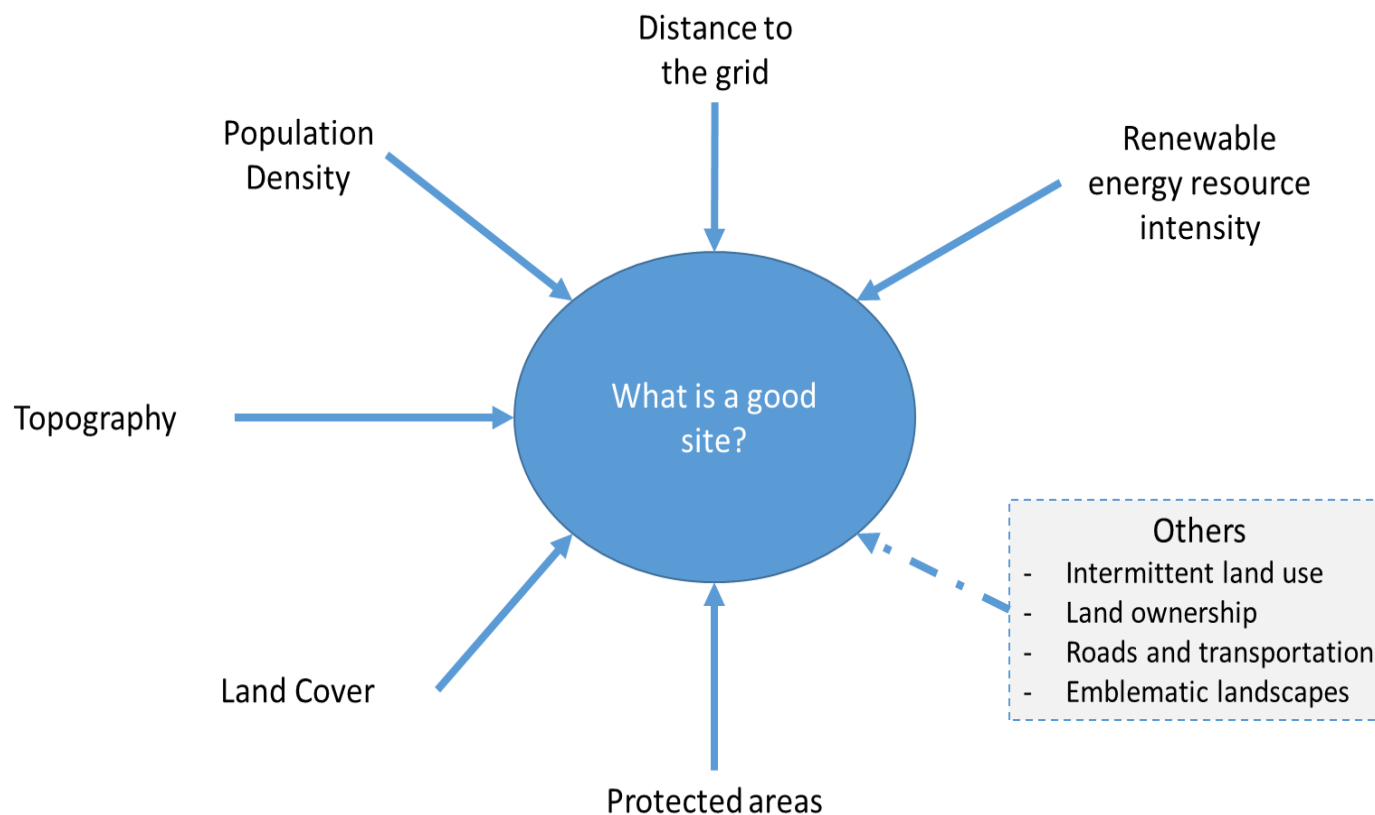 Distance to
the grid
Population
Density
Renewable
energy resource
intensity
Topography
What is a good
site?
Others
- Intermittent land use
- Land ownership
- Roads and transportation
- Emblematic landscapes
Land Cover
Protected areas